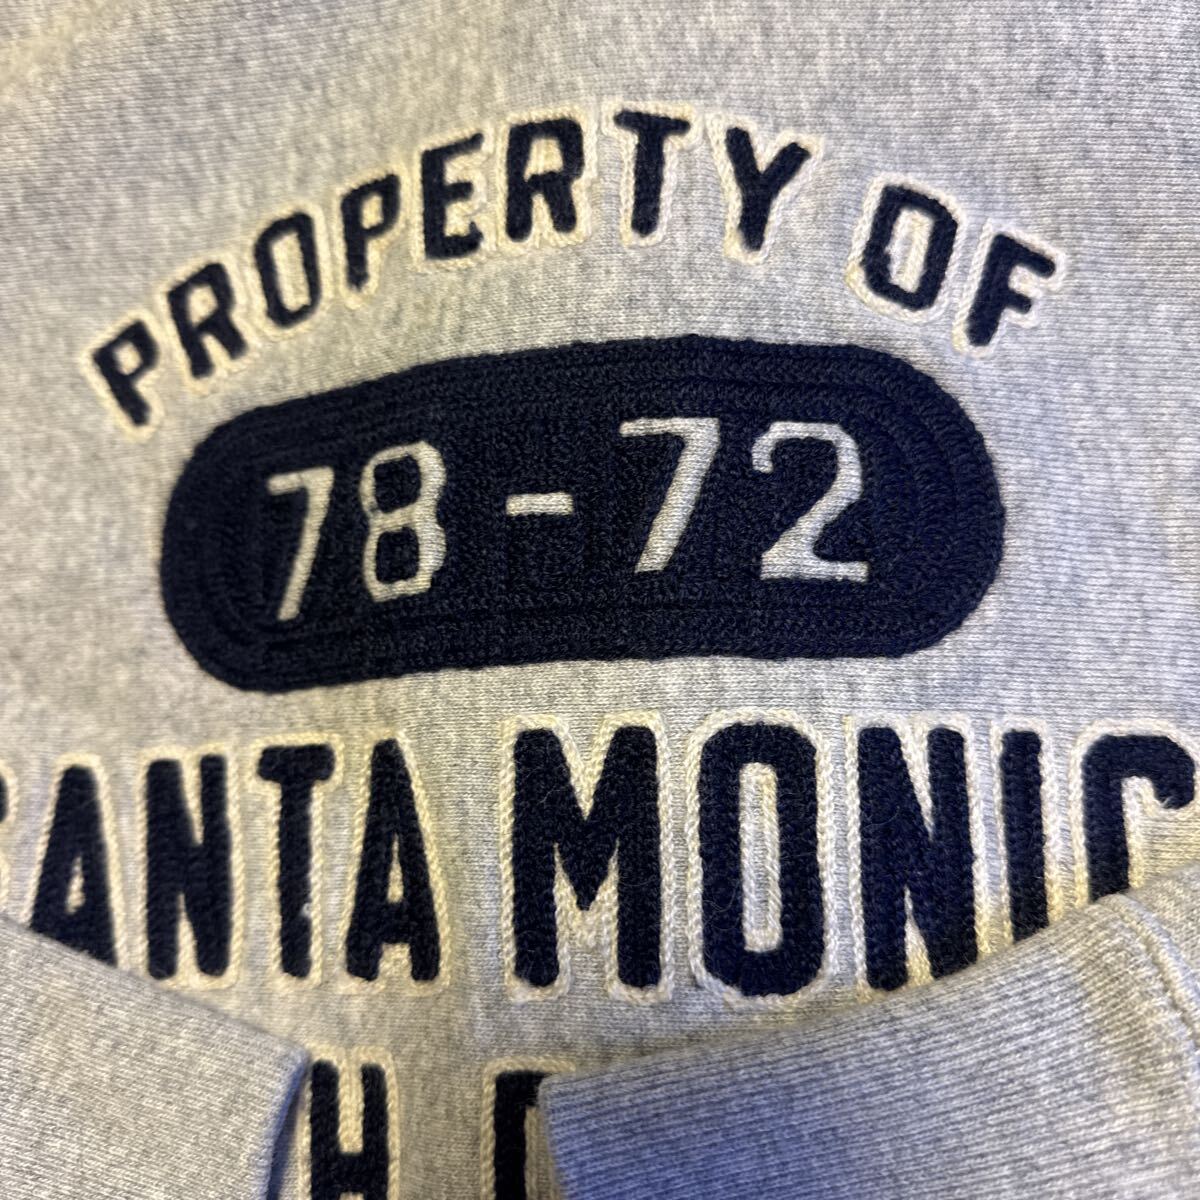 PROPERTY OF
78-72
SANTA MONIC
H